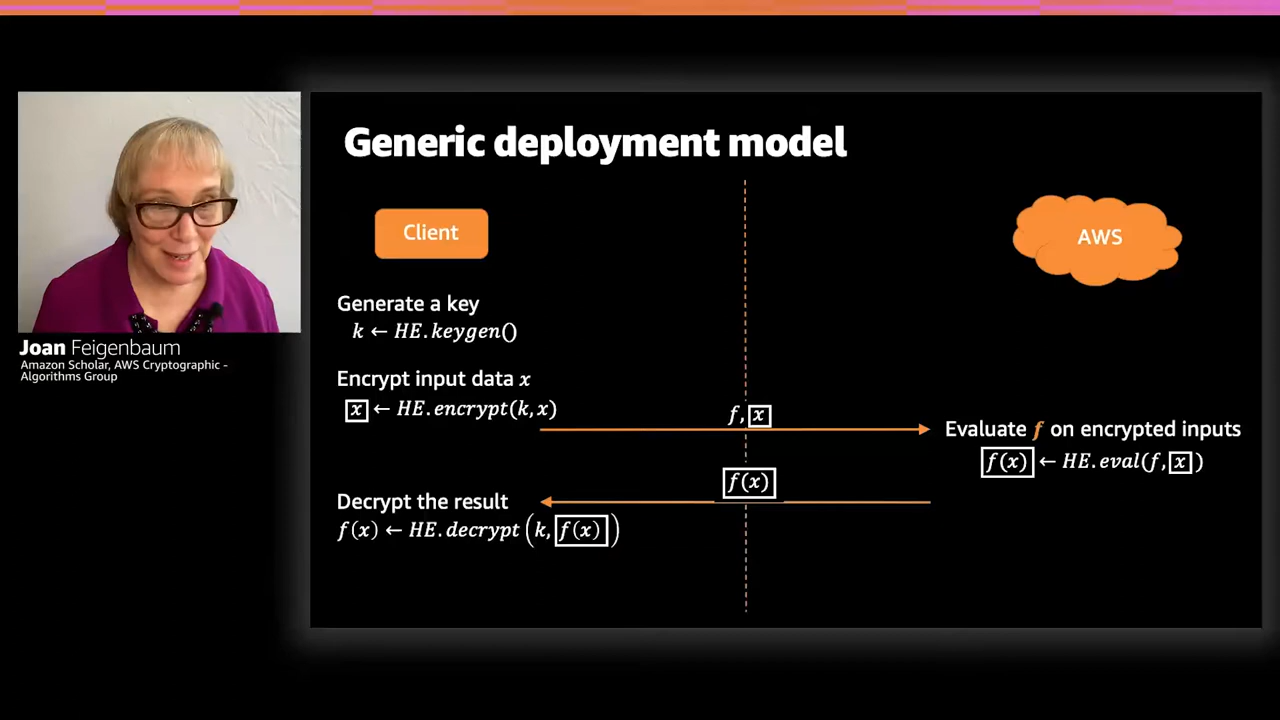 Generic deployment model
Client
AWS
Generate a key
k ← HE.keygen()
Encrypt input data x
x ← HE.encrypt(k,x)
f, x
Evaluate f on encrypted inputs
f(x) ← HE.eval(f, x)
f(x)
Decrypt the result
f(x) ← HE.decrypt (k, f(x))
Joan Feigenbaum
Amazon Scholar, AWS Cryptographic -
Algorithms Group